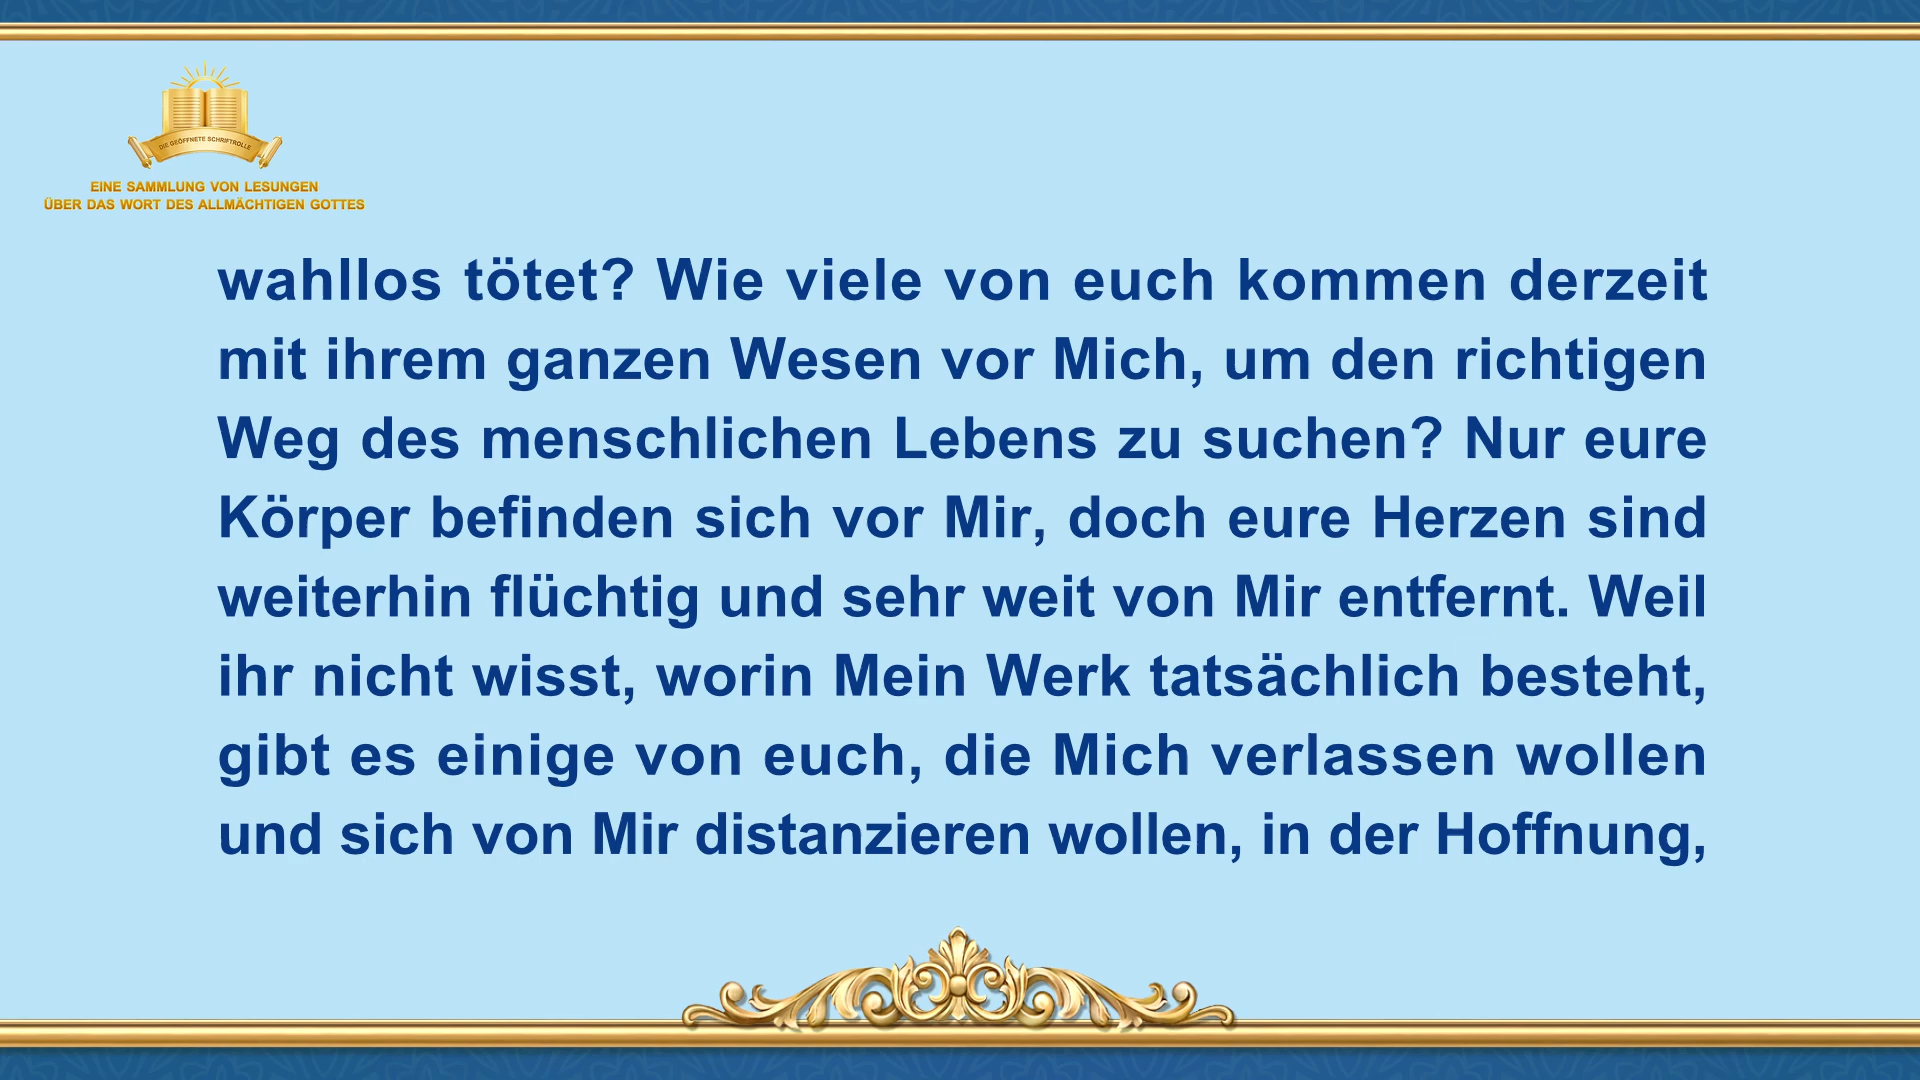 DIE GEÖFFNETE SCHRIFTROLLE
EINE SAMMLUNG VON LESUNGEN
ÜBER DAS WORT DES ALLMÄCHTIGEN GOTTES
wahllos tötet? Wie viele von euch kommen derzeit
mit ihrem ganzen Wesen vor Mich, um den richtigen
Weg des menschlichen Lebens zu suchen? Nur eure
Körper befinden sich vor Mir, doch eure Herzen sind
weiterhin flüchtig und sehr weit von Mir entfernt. Weil
ihr nicht wisst, worin Mein Werk tatsächlich besteht,
gibt es einige von euch, die Mich verlassen wollen
und sich von Mir distanzieren wollen, in der Hoffnung,